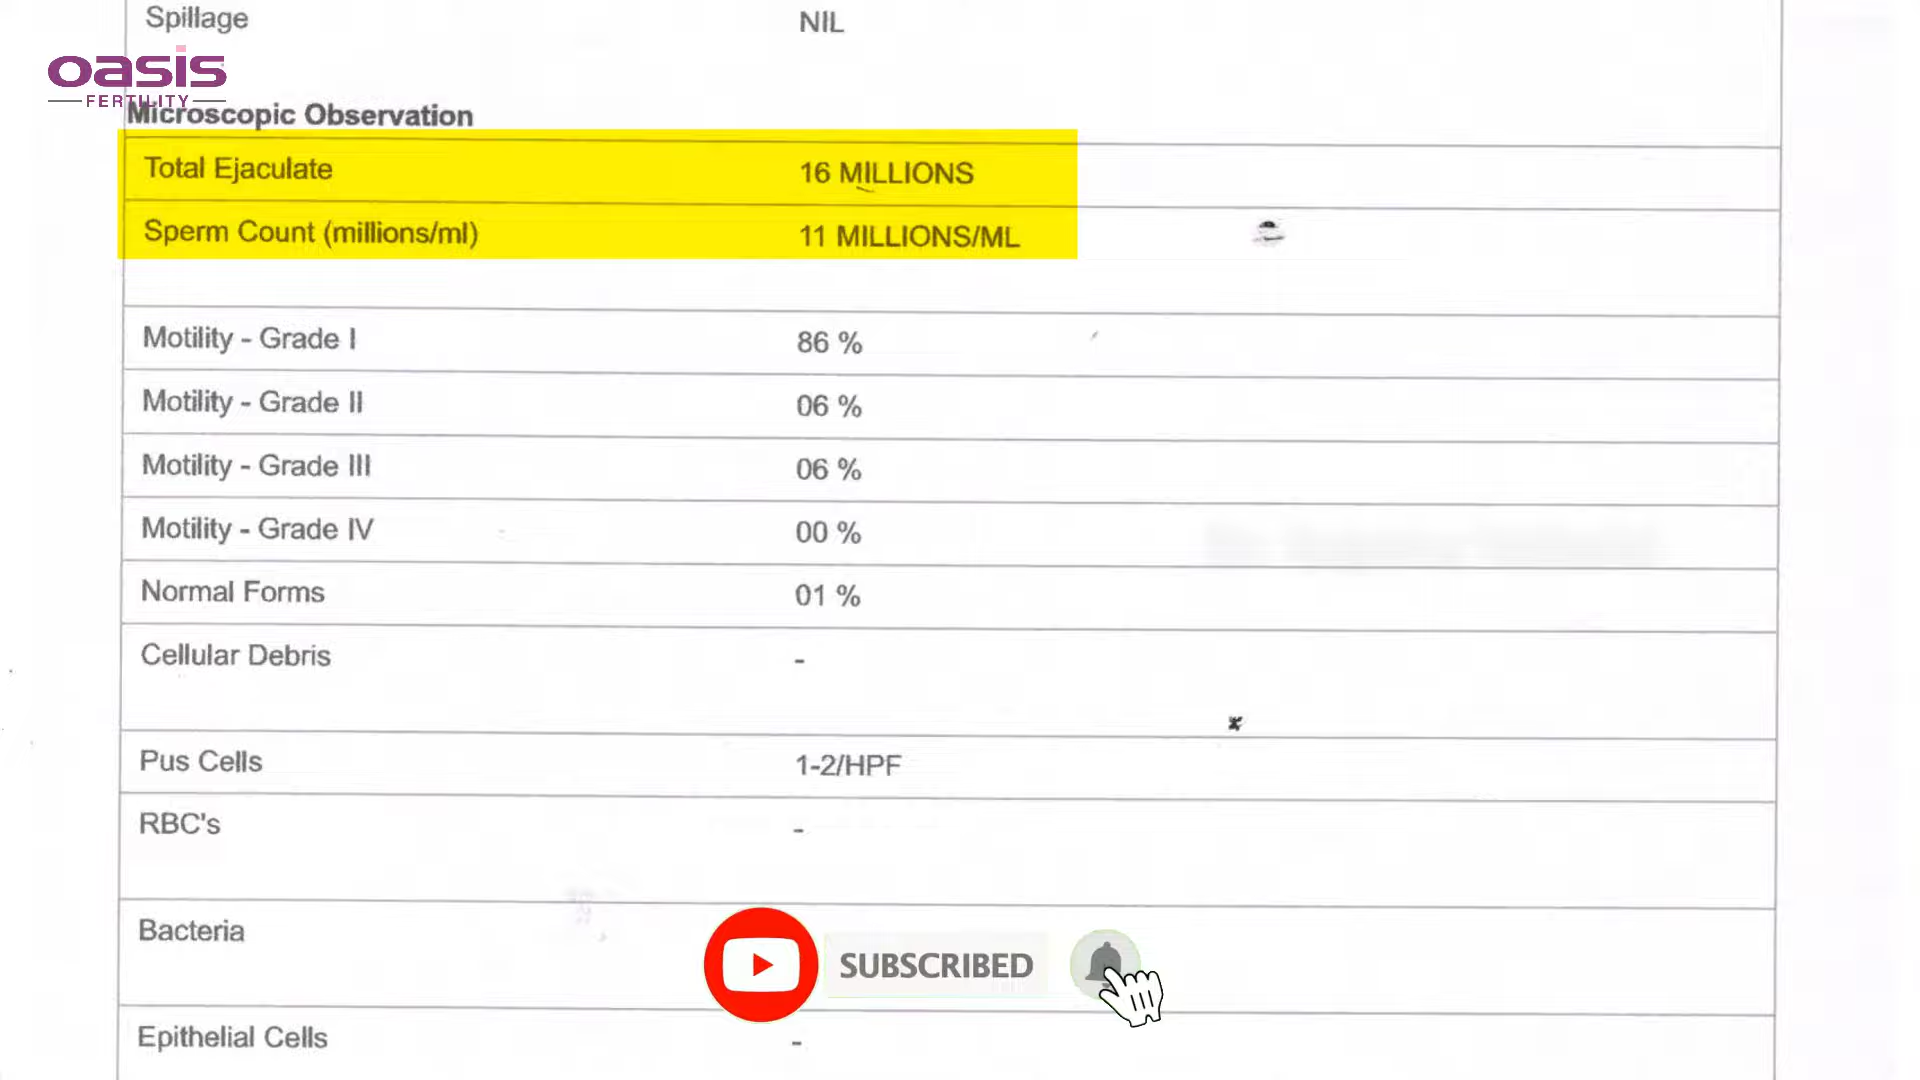 Spillage NIL
oasis
FERTILITY
Microscopic Observation
Total Ejaculate 16 MILLIONS
Sperm Count (millions/ml) 11 MILLIONS/ML
Motility - Grade I 86 %
Motility - Grade II 06 %
Motility - Grade III 06 %
Motility - Grade IV 00 %
Normal Forms 01 %
Cellular Debris -
Pus Cells 1-2/HPF
RBC's -
Bacteria
SUBSCRIBED
Epithelial Cells -